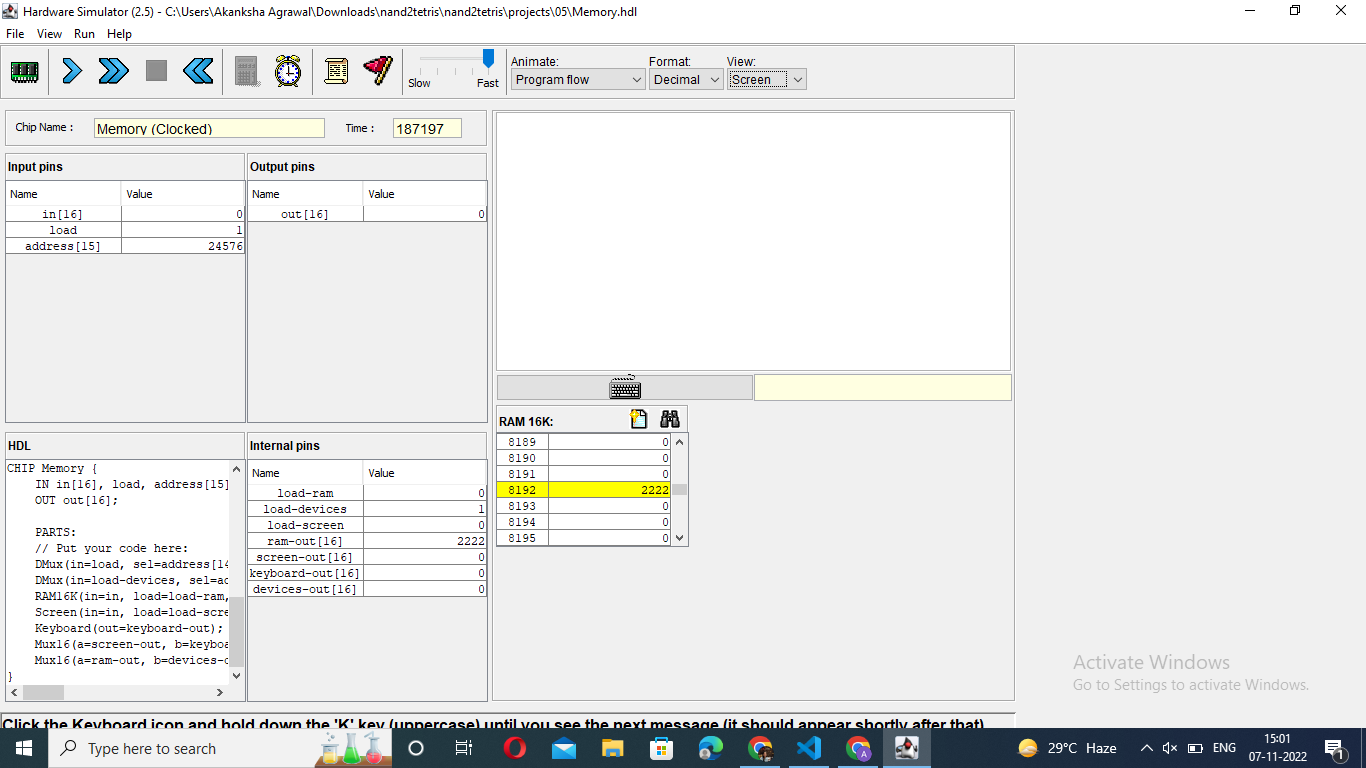 Hardware Simulator (2.5) - C:\Users\Akanksha Agrawal\Downloads\nand2tetris\nand2tetris\projects\05\Memory.hdl
File View Run Help
Slow Fast
Animate: Format: View:
Program flow Decimal Screen
Chip Name : Memory (Clocked) Time : 187197
Input pins
Name Value
in[16] 0
load 1
address[15] 24576
Output pins
Name Value
out[16] 0
HDL
CHIP Memory {
IN in[16], load, address[15]
OUT out[16];
PARTS:
// Put your code here:
DMux(in=load, sel=address[14
DMux(in=load-devices, sel=ad
RAM16K(in=in, load=load-ram,
Screen(in=in, load=load-scre
Keyboard(out=keyboard-out);
Mux16(a=screen-out, b=keyboa
Mux16(a=ram-out, b=devices-o
}
Internal pins
Name Value
load-ram 0
load-devices 1
load-screen 0
ram-out[16] 2222
screen-out[16] 0
keyboard-out[16] 0
devices-out[16] 0
RAM 16K:
8189 0
8190 0
8191 0
8192 2222
8193 0
8194 0
8195 0
Activate Windows
Go to Settings to activate Windows.
Click the Keyboard icon and hold down the 'K' key (uppercase) until you see the next message (it should appear shortly after that)
Type here to search
29°C Haze
ENG
15:01
07-11-2022
1